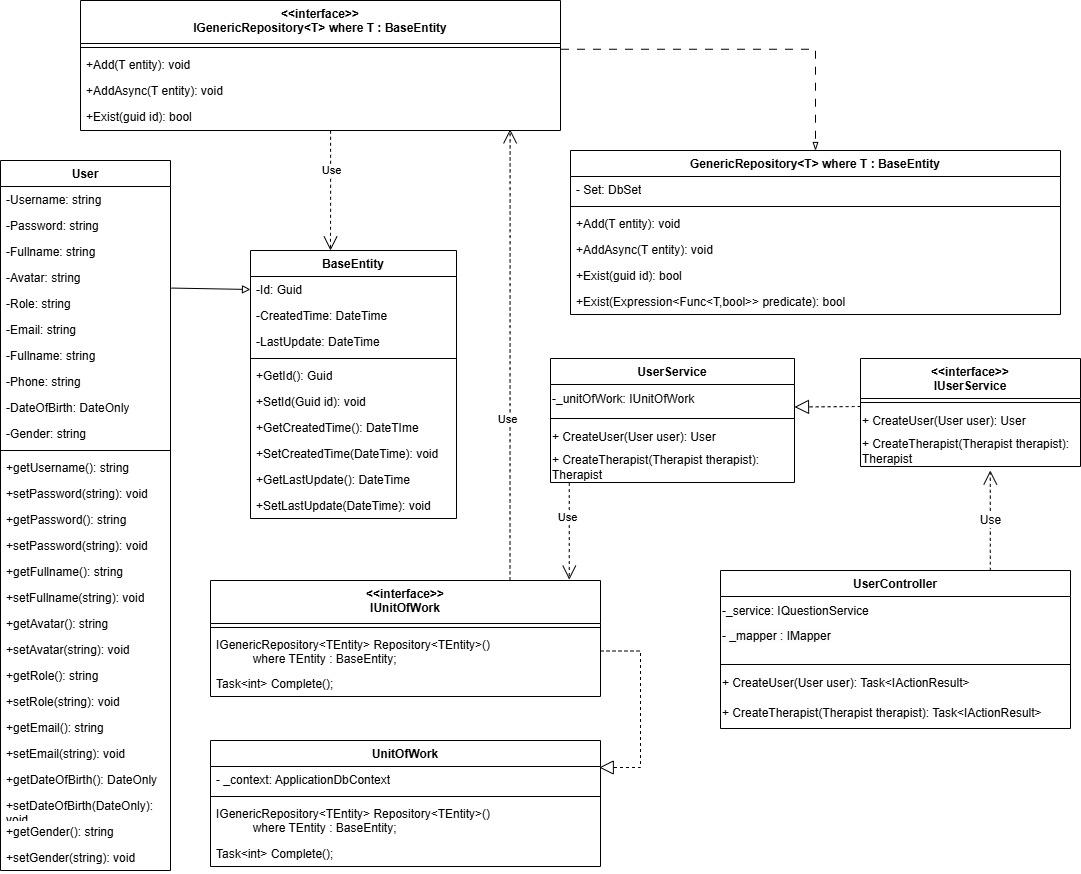 <<interface>>
IGenericRepository<T> where T : BaseEntity
+Add(T entity): void
+AddAsync(T entity): void
+Exist(guid id): bool
Use
GenericRepository<T> where T : BaseEntity
- Set: DbSet
+Add(T entity): void
+AddAsync(T entity): void
+Exist(guid id): bool
+Exist(Expression<Func<T,bool>> predicate): bool
User
-Username: string
-Password: string
-Fullname: string
-Avatar: string
-Role: string
-Email: string
-Fullname: string
-Phone: string
-DateOfBirth: DateOnly
-Gender: string
+getUsername(): string
+setPassword(string): void
+getPassword(): string
+setPassword(string): void
+getFullname(): string
+setFullname(string): void
+getAvatar(): string
+setAvatar(string): void
+getRole(): string
+setRole(string): void
+getEmail(): string
+setEmail(string): void
+getDateOfBirth(): DateOnly
+setDateOfBirth(DateOnly):
void
+getGender(): string
+setGender(string): void
BaseEntity
-Id: Guid
-CreatedTime: DateTime
-LastUpdate: DateTime
+GetId(): Guid
+SetId(Guid id): void
+GetCreatedTime(): DateTIme
+SetCreatedTime(DateTime): void
+GetLastUpdate(): DateTime
+SetLastUpdate(DateTime): void
Use
UserService
-_unitOfWork: IUnitOfWork
+ CreateUser(User user): User
+ CreateTherapist(Therapist therapist):
Therapist
Use
<<interface>>
IUserService
+ CreateUser(User user): User
+ CreateTherapist(Therapist therapist):
Therapist
Use
<<interface>>
IUnitOfWork
IGenericRepository<TEntity> Repository<TEntity>()
where TEntity : BaseEntity;
Task<int> Complete();
UserController
-_service: IQuestionService
- _mapper : IMapper
+ CreateUser(User user): Task<IActionResult>
+ CreateTherapist(Therapist therapist): Task<IActionResult>
UnitOfWork
- _context: ApplicationDbContext
IGenericRepository<TEntity> Repository<TEntity>()
where TEntity : BaseEntity;
Task<int> Complete();